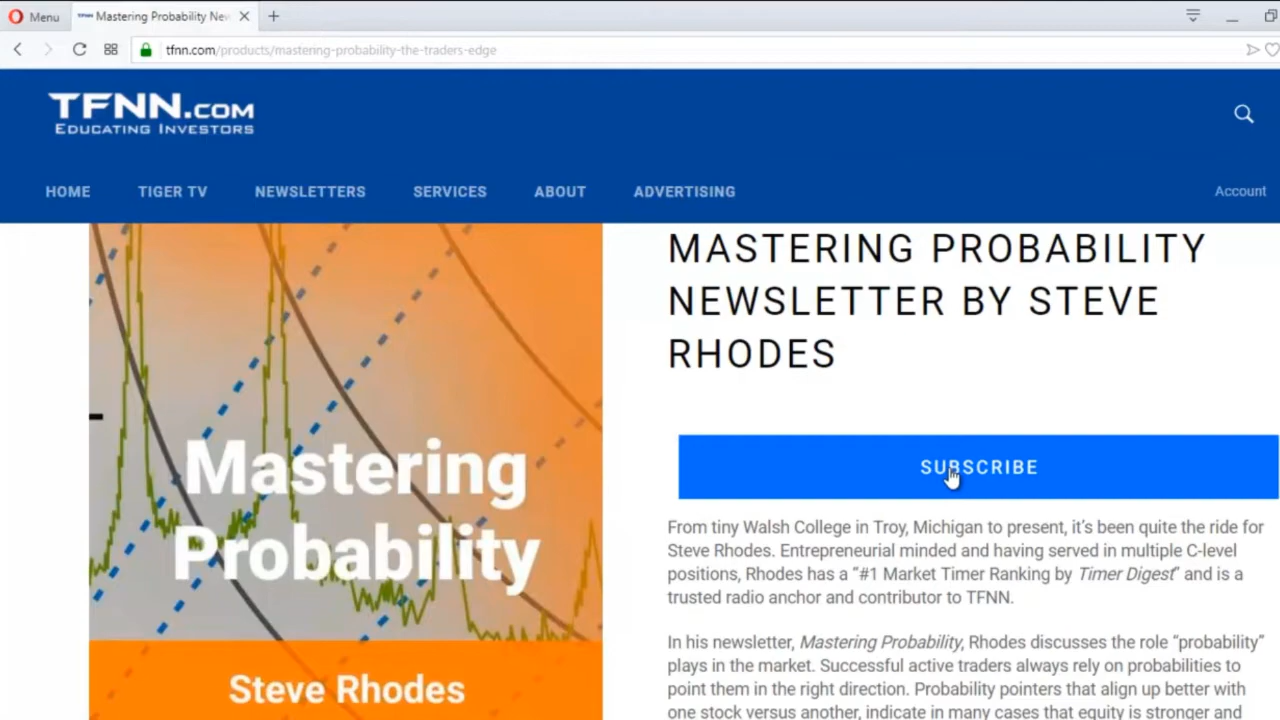 Menu
TFNN Mastering Probability New
tfnn.com/products/mastering-probability-the-traders-edge
TFNN.COM
EDUCATING INVESTORS
HOME TIGER TV NEWSLETTERS SERVICES ABOUT ADVERTISING Account
MASTERING PROBABILITY
NEWSLETTER BY STEVE
RHODES
Mastering
Probability
Steve Rhodes
SUBSCRIBE
From tiny Walsh College in Troy, Michigan to present, it’s been quite the ride for
Steve Rhodes. Entrepreneurial minded and having served in multiple C-level
positions, Rhodes has a “#1 Market Timer Ranking by Timer Digest” and is a
trusted radio anchor and contributor to TFNN.
In his newsletter, Mastering Probability, Rhodes discusses the role “probability”
plays in the market. Successful active traders always rely on probabilities to
point them in the right direction. Probability pointers that align up better with
one stock versus another, indicate in many cases that equity is stronger and